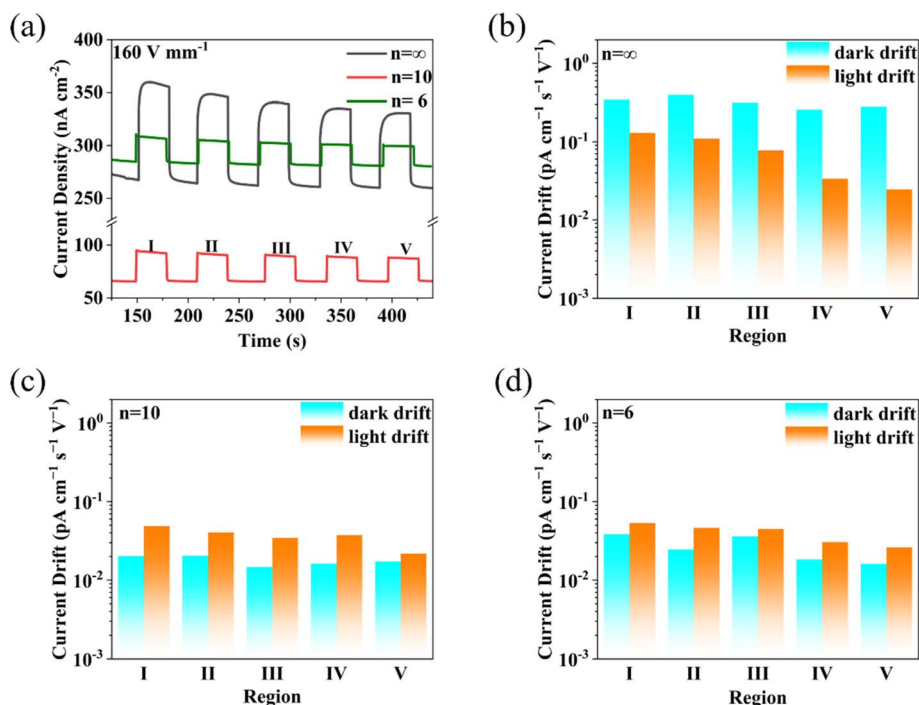 (a)
160 V mm⁻¹
n=∞
n=10
n= 6
Current Density (nA cm⁻²)
400
350
300
250
100
50
I II III IV V
150 200 250 300 350 400
Time (s)
(b)
n=∞
dark drift
light drift
Current Drift (pA cm⁻¹ s⁻¹ V⁻¹)
10⁰
10⁻¹
10⁻²
10⁻³
I II III IV V
Region
(c)
n=10
dark drift
light drift
Current Drift (pA cm⁻¹ s⁻¹ V⁻¹)
10⁰
10⁻¹
10⁻²
10⁻³
I II III IV V
Region
(d)
n=6
dark drift
light drift
Current Drift (pA cm⁻¹ s⁻¹ V⁻¹)
10⁰
10⁻¹
10⁻²
10⁻³
I II III IV V
Region